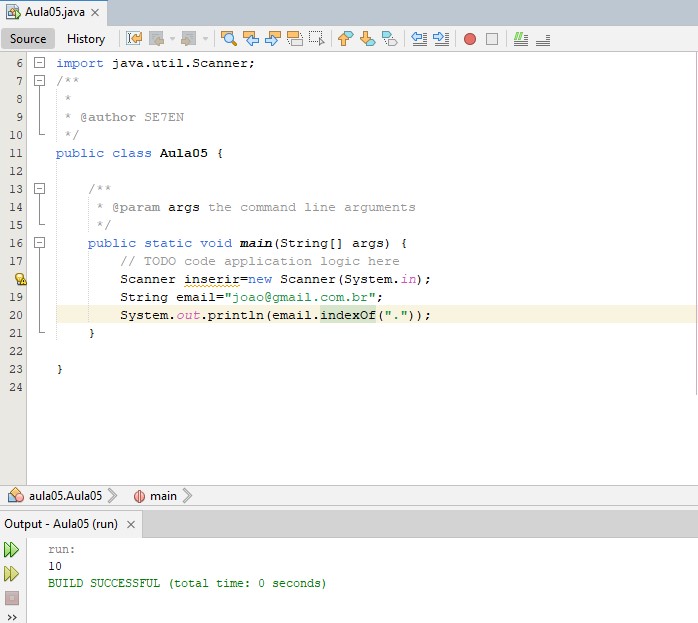 Aula05.java
Source History
6 import java.util.Scanner;
7 /**
8 *
9 * @author SE7EN
10 */
11 public class Aula05 {
12
13 /**
14 * @param args the command line arguments
15 */
16 public static void main(String[] args) {
17 // TODO code application logic here
Scanner inserir=new Scanner(System.in);
19 String email="joao@gmail.com.br";
20 System.out.println(email.indexOf("."));
21 }
22
23 }
24
aula05.Aula05 main
Output - Aula05 (run)
run:
10
BUILD SUCCESSFUL (total time: 0 seconds)